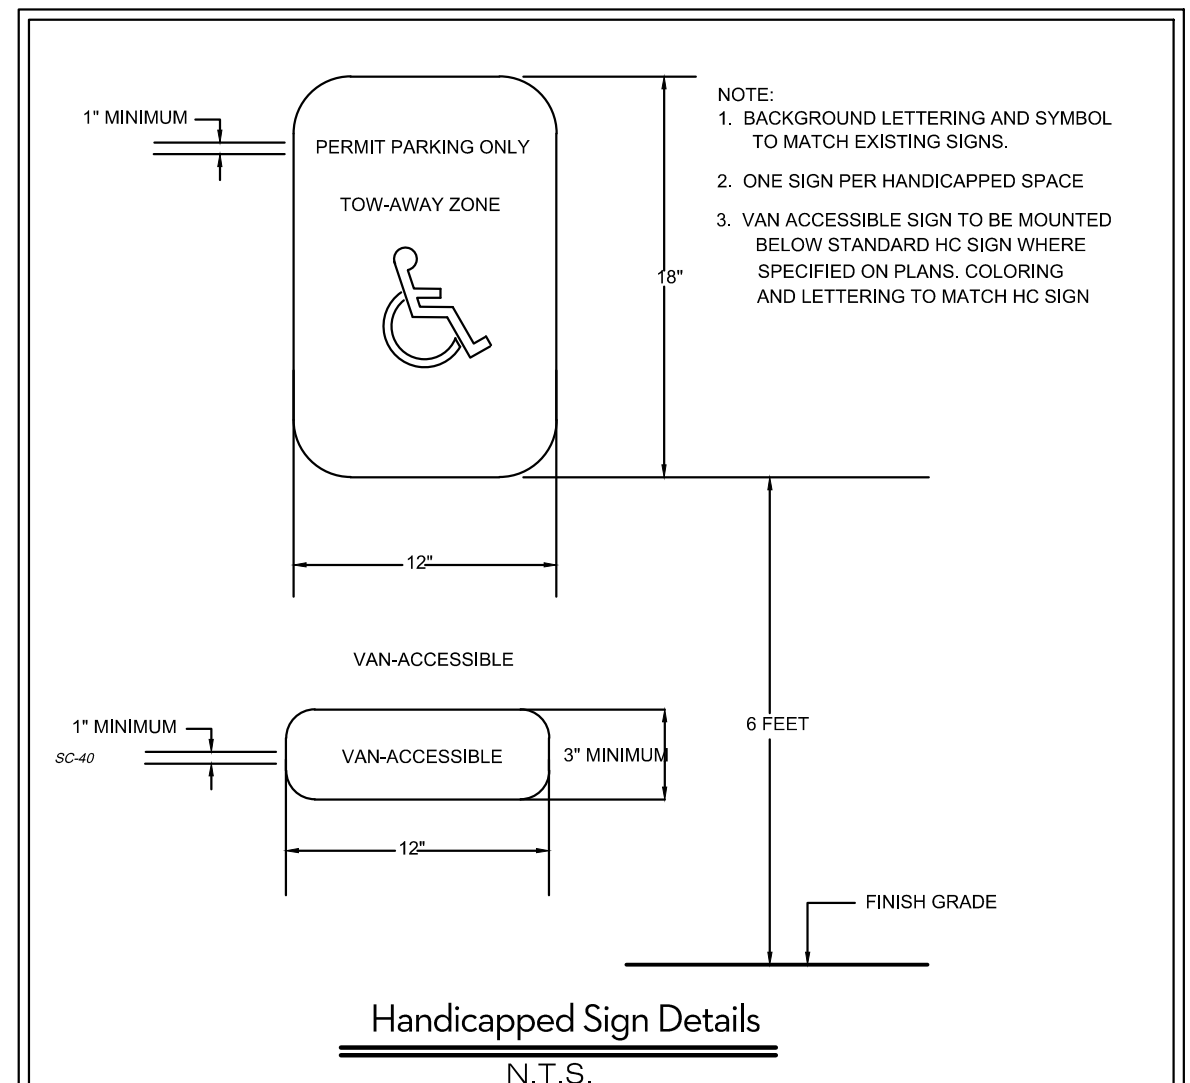 1" MINIMUM
PERMIT PARKING ONLY
TOW-AWAY ZONE
18"
NOTE:
1. BACKGROUND LETTERING AND SYMBOL
TO MATCH EXISTING SIGNS.
2. ONE SIGN PER HANDICAPPED SPACE
3. VAN ACCESSIBLE SIGN TO BE MOUNTED
BELOW STANDARD HC SIGN WHERE
SPECIFIED ON PLANS. COLORING
AND LETTERING TO MATCH HC SIGN
12"
VAN-ACCESSIBLE
1" MINIMUM
SC-40
VAN-ACCESSIBLE
3" MINIMUM
6 FEET
12"
FINISH GRADE
Handicapped Sign Details
N.T.S.